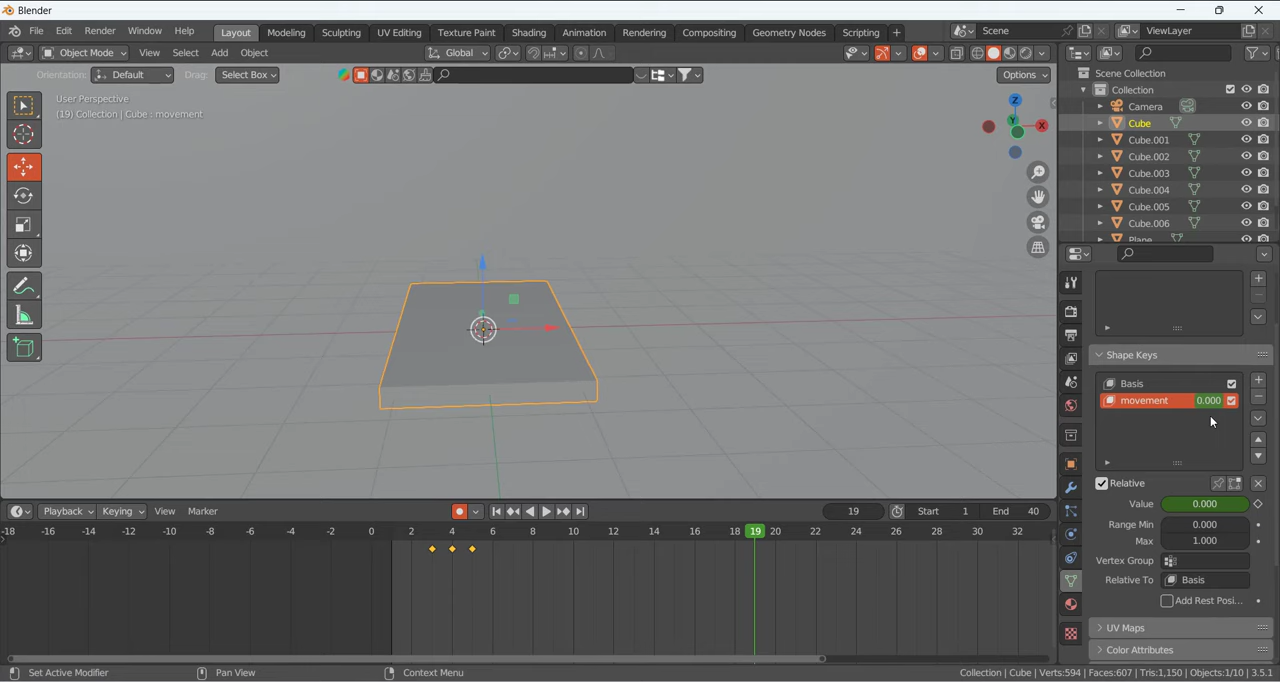 Blender
File Edit Render Window Help Layout Modeling Sculpting UV Editing Texture Paint Shading Animation Rendering Compositing Geometry Nodes Scripting + Scene ViewLayer
Object Mode View Select Add Object Global
Orientation: Default Drag: Select Box Options
User Perspective
(19) Collection | Cube : movement
Z
Y
X
Scene Collection
Collection
Camera
Cube
Cube.001
Cube.002
Cube.003
Cube.004
Cube.005
Cube.006
Plane
Shape Keys
Basis
movement 0.000
Relative
Value 0.000
Range Min 0.000
Max 1.000
Vertex Group
Relative To Basis
Add Rest Posi...
UV Maps
Color Attributes
Playback Keying View Marker 19 Start 1 End 40
-18 -16 -14 -12 -10 -8 -6 -4 -2 0 2 4 6 8 10 12 14 16 18 19 20 22 24 26 28 30 32
Set Active Modifier Pan View Context Menu Collection | Cube | Verts:594 | Faces:607 | Tris:1,150 | Objects:1/10 | 3.5.1